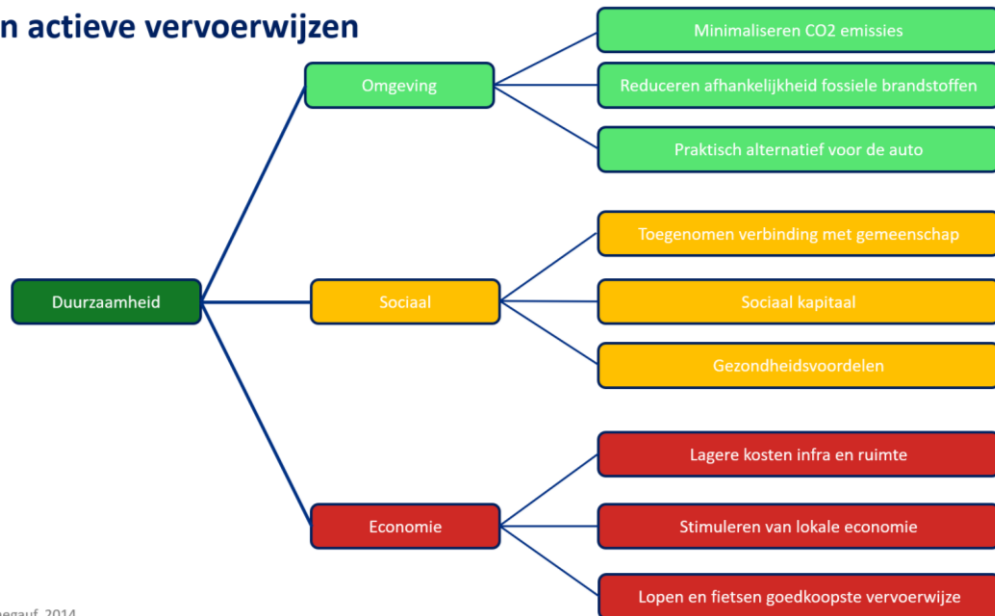 n actieve vervoerwijzen
Minimaliseren CO2 emissies
Omgeving
Reduceren afhankelijkheid fossiele brandstoffen
Praktisch alternatief voor de auto
Toegenomen verbinding met gemeenschap
Duurzaamheid
Sociaal
Sociaal kapitaal
Gezondheidsvoordelen
Lagere kosten infra en ruimte
Economie
Stimuleren van lokale economie
Lopen en fietsen goedkoopste vervoerwijze
2014